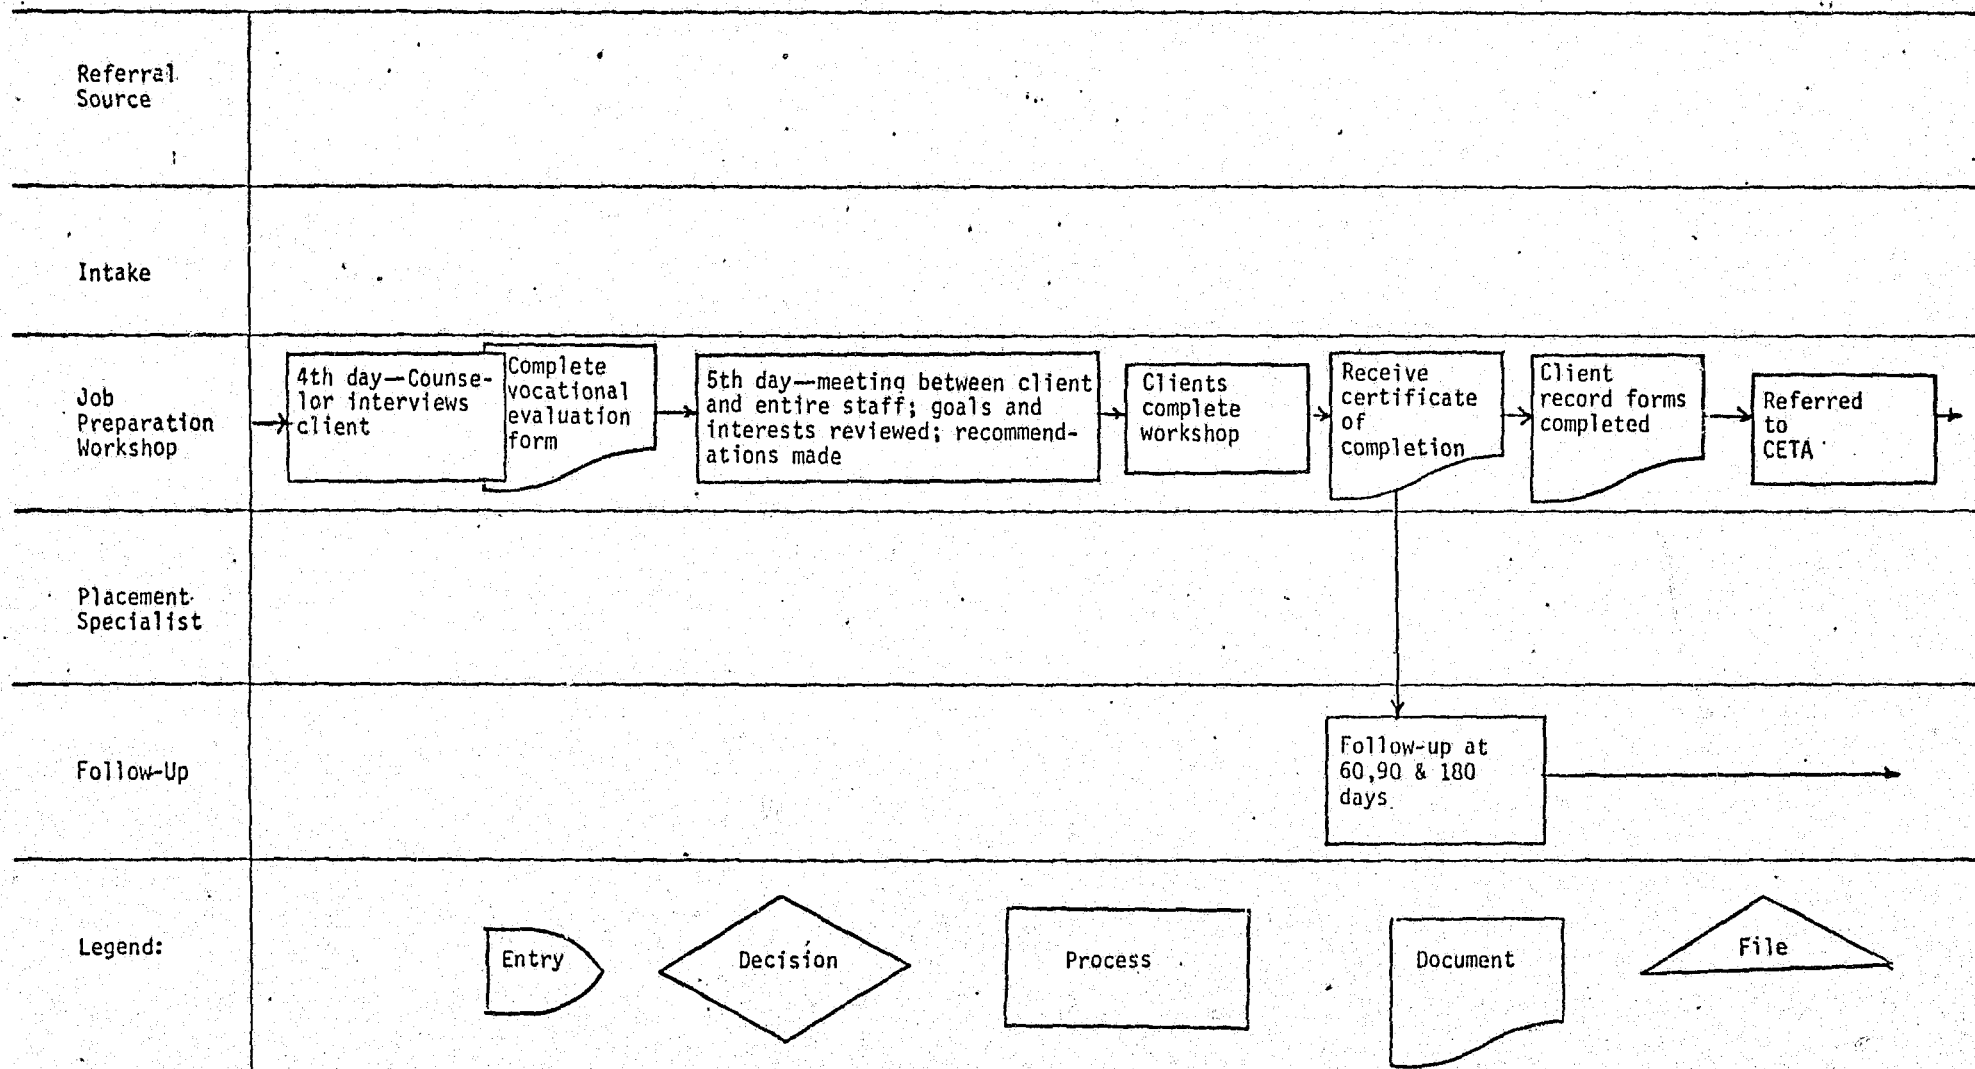 Referral
Source
Intake
Job
Preparation
Workshop
4th day—Counse-
lor interviews
client
Complete
vocational
evaluation
form
5th day—meeting between client
and entire staff; goals and
interests reviewed; recommend-
ations made
Clients
complete
workshop
Receive
certificate
of
completion
Client
record forms
completed
Referred
to
CETA
Placement
Specialist
Follow-Up
Follow-up at
60,90 & 180
days
Legend:
Entry
Decision
Process
Document
File